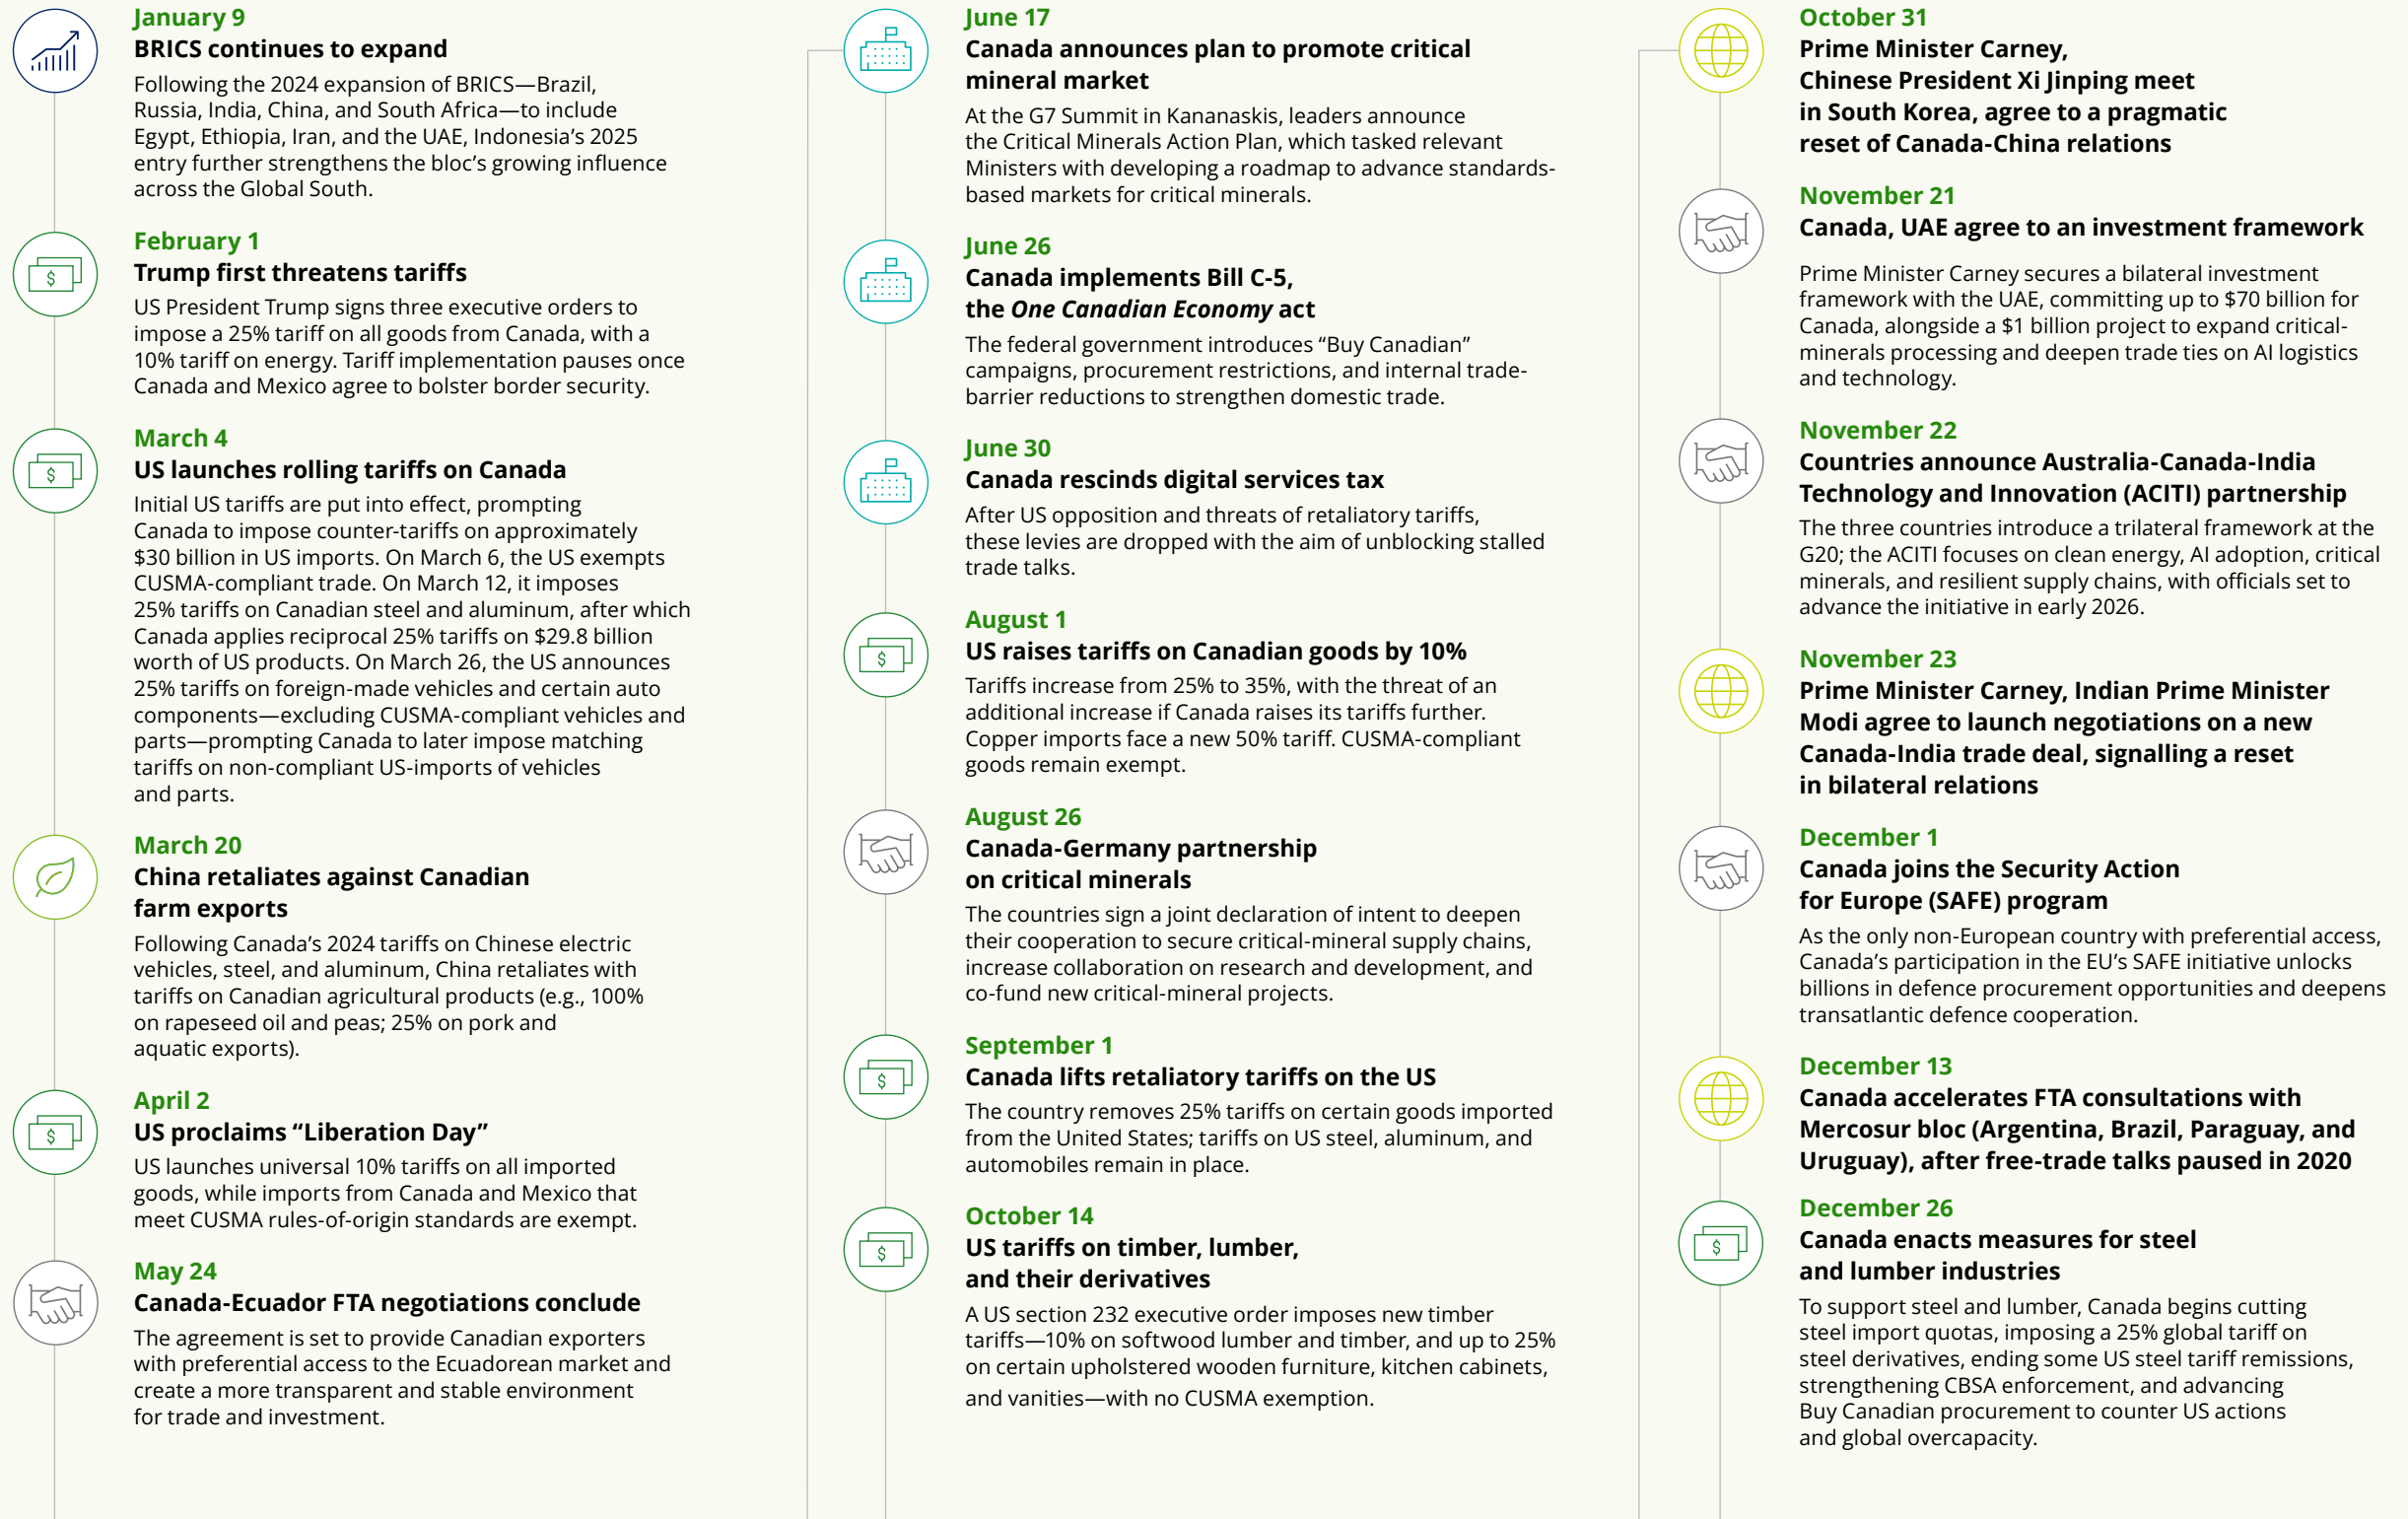 January 9
BRICS continues to expand
Following the 2024 expansion of BRICS—Brazil,
Russia, India, China, and South Africa—to include
Egypt, Ethiopia, Iran, and the UAE, Indonesia’s 2025
entry further strengthens the bloc’s growing influence
across the Global South.
February 1
Trump first threatens tariffs
US President Trump signs three executive orders to
impose a 25% tariff on all goods from Canada, with a
10% tariff on energy. Tariff implementation pauses once
Canada and Mexico agree to bolster border security.
March 4
US launches rolling tariffs on Canada
Initial US tariffs are put into effect, prompting
Canada to impose counter-tariffs on approximately
$30 billion in US imports. On March 6, the US exempts
CUSMA-compliant trade. On March 12, it imposes
25% tariffs on Canadian steel and aluminum, after which
Canada applies reciprocal 25% tariffs on $29.8 billion
worth of US products. On March 26, the US announces
25% tariffs on foreign-made vehicles and certain auto
components—excluding CUSMA-compliant vehicles and
parts—prompting Canada to later impose matching
tariffs on non-compliant US-imports of vehicles
and parts.
March 20
China retaliates against Canadian
farm exports
Following Canada’s 2024 tariffs on Chinese electric
vehicles, steel, and aluminum, China retaliates with
tariffs on Canadian agricultural products (e.g., 100%
on rapeseed oil and peas; 25% on pork and
aquatic exports).
April 2
US proclaims “Liberation Day”
US launches universal 10% tariffs on all imported
goods, while imports from Canada and Mexico that
meet CUSMA rules-of-origin standards are exempt.
May 24
Canada-Ecuador FTA negotiations conclude
The agreement is set to provide Canadian exporters
with preferential access to the Ecuadorean market and
create a more transparent and stable environment
for trade and investment.
June 17
Canada announces plan to promote critical
mineral market
At the G7 Summit in Kananaskis, leaders announce
the Critical Minerals Action Plan, which tasked relevant
Ministers with developing a roadmap to advance standards-
based markets for critical minerals.
June 26
Canada implements Bill C-5,
the One Canadian Economy act
The federal government introduces “Buy Canadian”
campaigns, procurement restrictions, and internal trade-
barrier reductions to strengthen domestic trade.
June 30
Canada rescinds digital services tax
After US opposition and threats of retaliatory tariffs,
these levies are dropped with the aim of unblocking stalled
trade talks.
August 1
US raises tariffs on Canadian goods by 10%
Tariffs increase from 25% to 35%, with the threat of an
additional increase if Canada raises its tariffs further.
Copper imports face a new 50% tariff. CUSMA-compliant
goods remain exempt.
August 26
Canada-Germany partnership
on critical minerals
The countries sign a joint declaration of intent to deepen
their cooperation to secure critical-mineral supply chains,
increase collaboration on research and development, and
co-fund new critical-mineral projects.
September 1
Canada lifts retaliatory tariffs on the US
The country removes 25% tariffs on certain goods imported
from the United States; tariffs on US steel, aluminum, and
automobiles remain in place.
October 14
US tariffs on timber, lumber,
and their derivatives
A US section 232 executive order imposes new timber
tariffs—10% on softwood lumber and timber, and up to 25%
on certain upholstered wooden furniture, kitchen cabinets,
and vanities—with no CUSMA exemption.
October 31
Prime Minister Carney,
Chinese President Xi Jinping meet
in South Korea, agree to a pragmatic
reset of Canada-China relations
November 21
Canada, UAE agree to an investment framework
Prime Minister Carney secures a bilateral investment
framework with the UAE, committing up to $70 billion for
Canada, alongside a $1 billion project to expand critical-
minerals processing and deepen trade ties on AI logistics
and technology.
November 22
Countries announce Australia-Canada-India
Technology and Innovation (ACITI) partnership
The three countries introduce a trilateral framework at the
G20; the ACITI focuses on clean energy, AI adoption, critical
minerals, and resilient supply chains, with officials set to
advance the initiative in early 2026.
November 23
Prime Minister Carney, Indian Prime Minister
Modi agree to launch negotiations on a new
Canada-India trade deal, signalling a reset
in bilateral relations
December 1
Canada joins the Security Action
for Europe (SAFE) program
As the only non-European country with preferential access,
Canada’s participation in the EU’s SAFE initiative unlocks
billions in defence procurement opportunities and deepens
transatlantic defence cooperation.
December 13
Canada accelerates FTA consultations with
Mercosur bloc (Argentina, Brazil, Paraguay, and
Uruguay), after free-trade talks paused in 2020
December 26
Canada enacts measures for steel
and lumber industries
To support steel and lumber, Canada begins cutting
steel import quotas, imposing a 25% global tariff on
steel derivatives, ending some US steel tariff remissions,
strengthening CBSA enforcement, and advancing
Buy Canadian procurement to counter US actions
and global overcapacity.